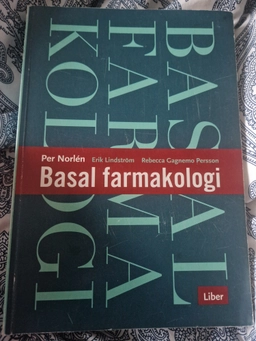 BASAL
FARMA
KOLOGI
Per Norlén Erik Lindström Rebecca Gagnemo Persson
Basal farmakologi
Liber